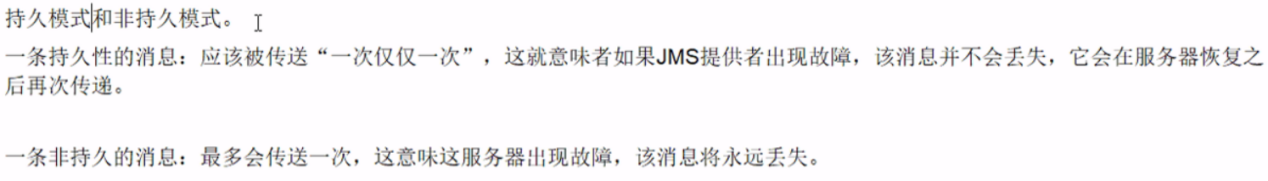 持久模式和非持久模式。
一条持久性的消息：应该被传送“一次仅仅一次”，这就意味者如果JMS提供者出现故障，该消息并不会丢失，它会在服务器恢复之
后再次传递。
一条非持久的消息：最多会传送一次，这意味这服务器出现故障，该消息将永远丢失。